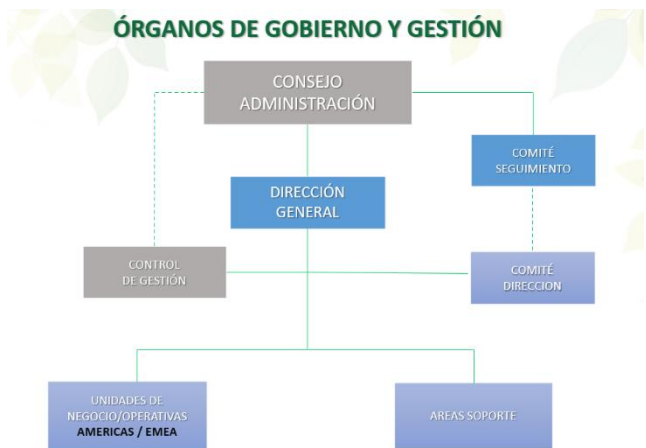 ÓRGANOS DE GOBIERNO Y GESTIÓN
CONSEJO
ADMINISTRACIÓN
COMITÉ
SEGUIMIENTO
DIRECCIÓN
GENERAL
CONTROL
DE GESTIÓN
COMITÉ
DIRECCION
UNIDADES DE
NEGOCIO/OPERATIVAS
AMERICAS / EMEA
AREAS SOPORTE